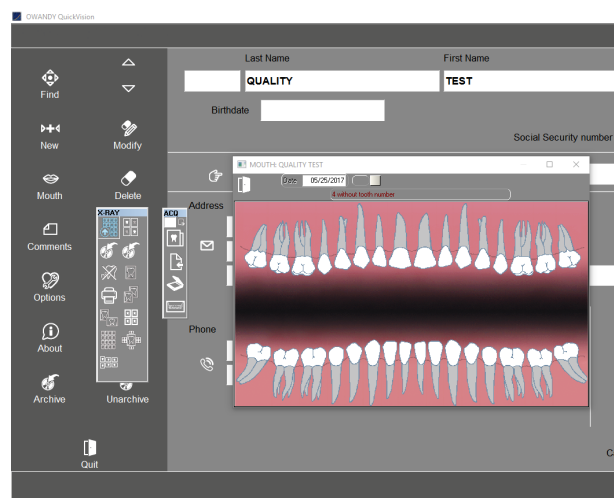 OWANDY QuickVision
Last Name
First Name
QUALITY
TEST
Find
Birthdate
New
Modify
Social Security number
MOUTH: QUALITY TEST
Date
05/25/2017
4 without tooth number
Mouth
Delete
Address
X-RAY
ACQ
Comments
Options
Phone
About
Archive
Unarchive
Quit